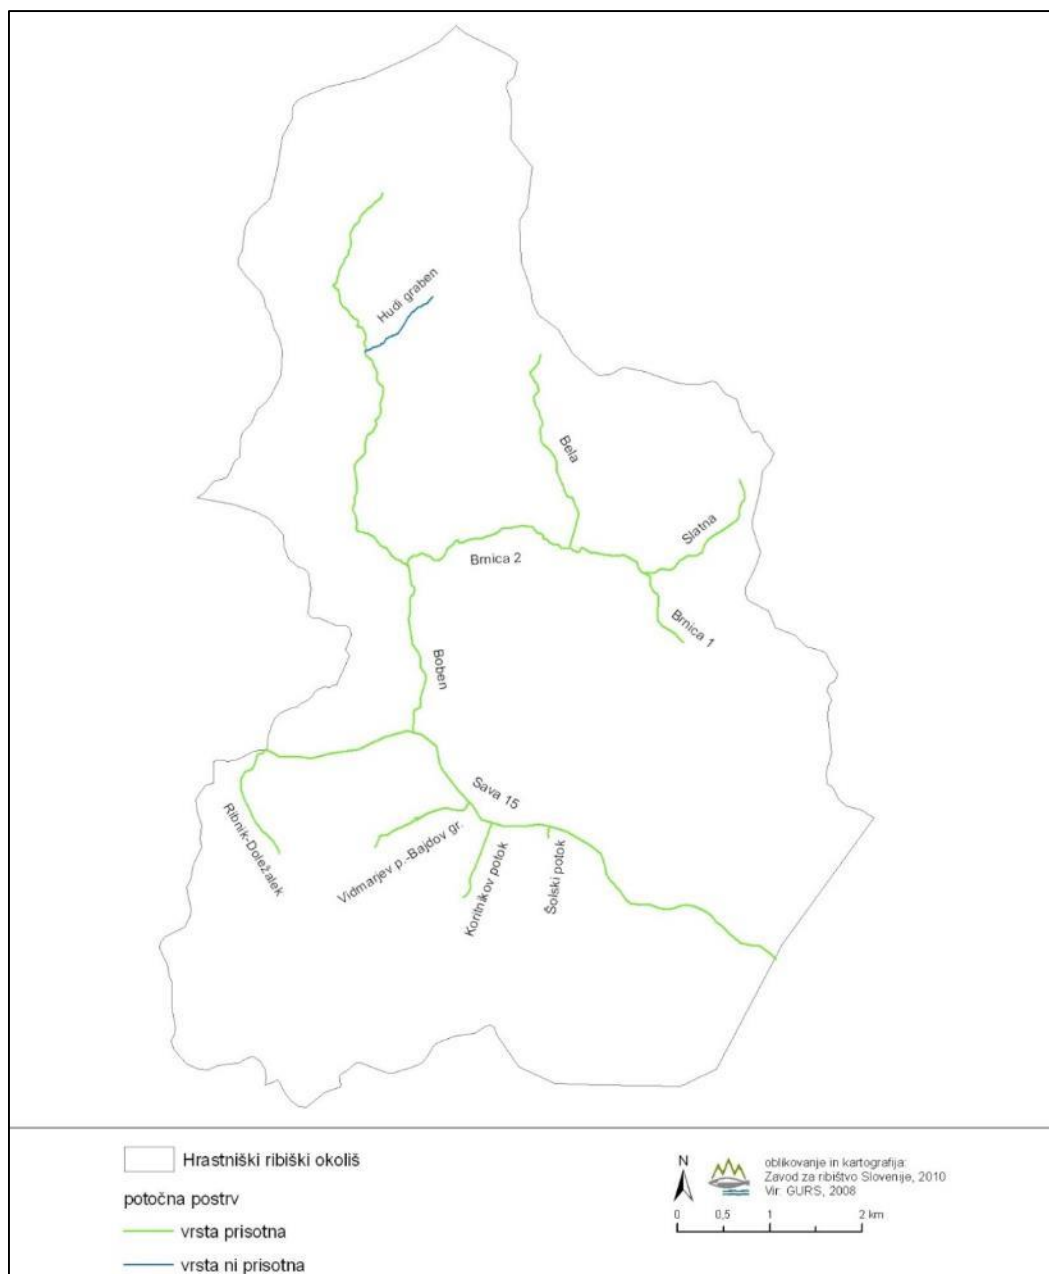 Hudi graben
Bela
Slatna
Brnica 2
Brnica 1
Boben
Sava 15
Ribnik-Doležalek
Vidmarjev p.-Bajdov gr.
Koritnikov potok
Šolski potok
Hrastniški ribiški okoliš
potočna postrv
vrsta prisotna
vrsta ni prisotna
N
oblikovanje in kartografija:
Zavod za ribištvo Slovenije, 2010
Vir: GURS, 2008
0 0,5 1 2 km